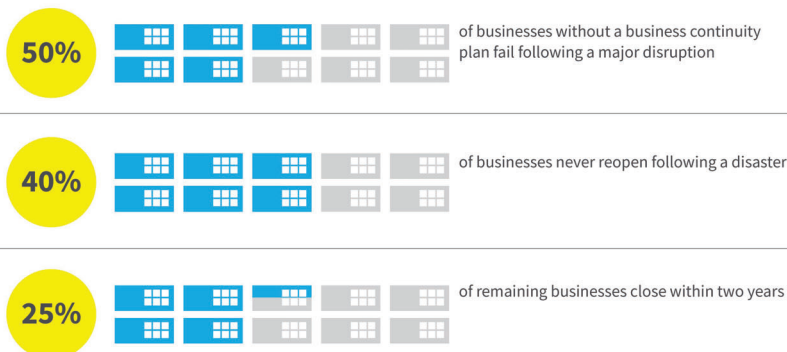 50%
of businesses without a business continuity
plan fail following a major disruption
40%
of businesses never reopen following a disaster
25%
of remaining businesses close within two years